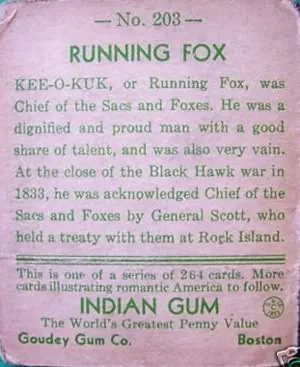 — No. 203 —
RUNNING FOX
KEE-O-KUK, or Running Fox, was
Chief of the Sacs and Foxes. He was a
dignified and proud man with a good
share of talent, and was also very vain.
At the close of the Black Hawk war in
1833, he was acknowledged Chief of the
Sacs and Foxes by General Scott, who
held a treaty with them at Rock Island.
This is one of a series of 264 cards. More
cards illustrating romantic America to follow.
INDIAN GUM
The World's Greatest Penny Value
Goudey Gum Co. Boston